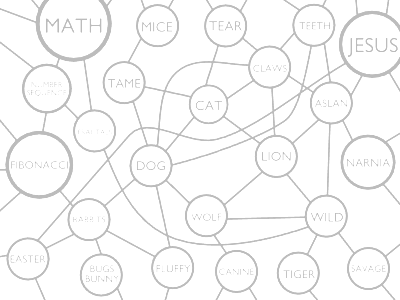 MATH
MICE
TEAR
TEETH
JESUS
CLAWS
TAME
NUMBER
SEQUENCE
CAT
ASLAN
FIBONACCI
DOG
LION
NARNIA
RABBITS
WOLF
WILD
EASTER
BUGS
BUNNY
FLUFFY
CANINE
TIGER
SAVAGE